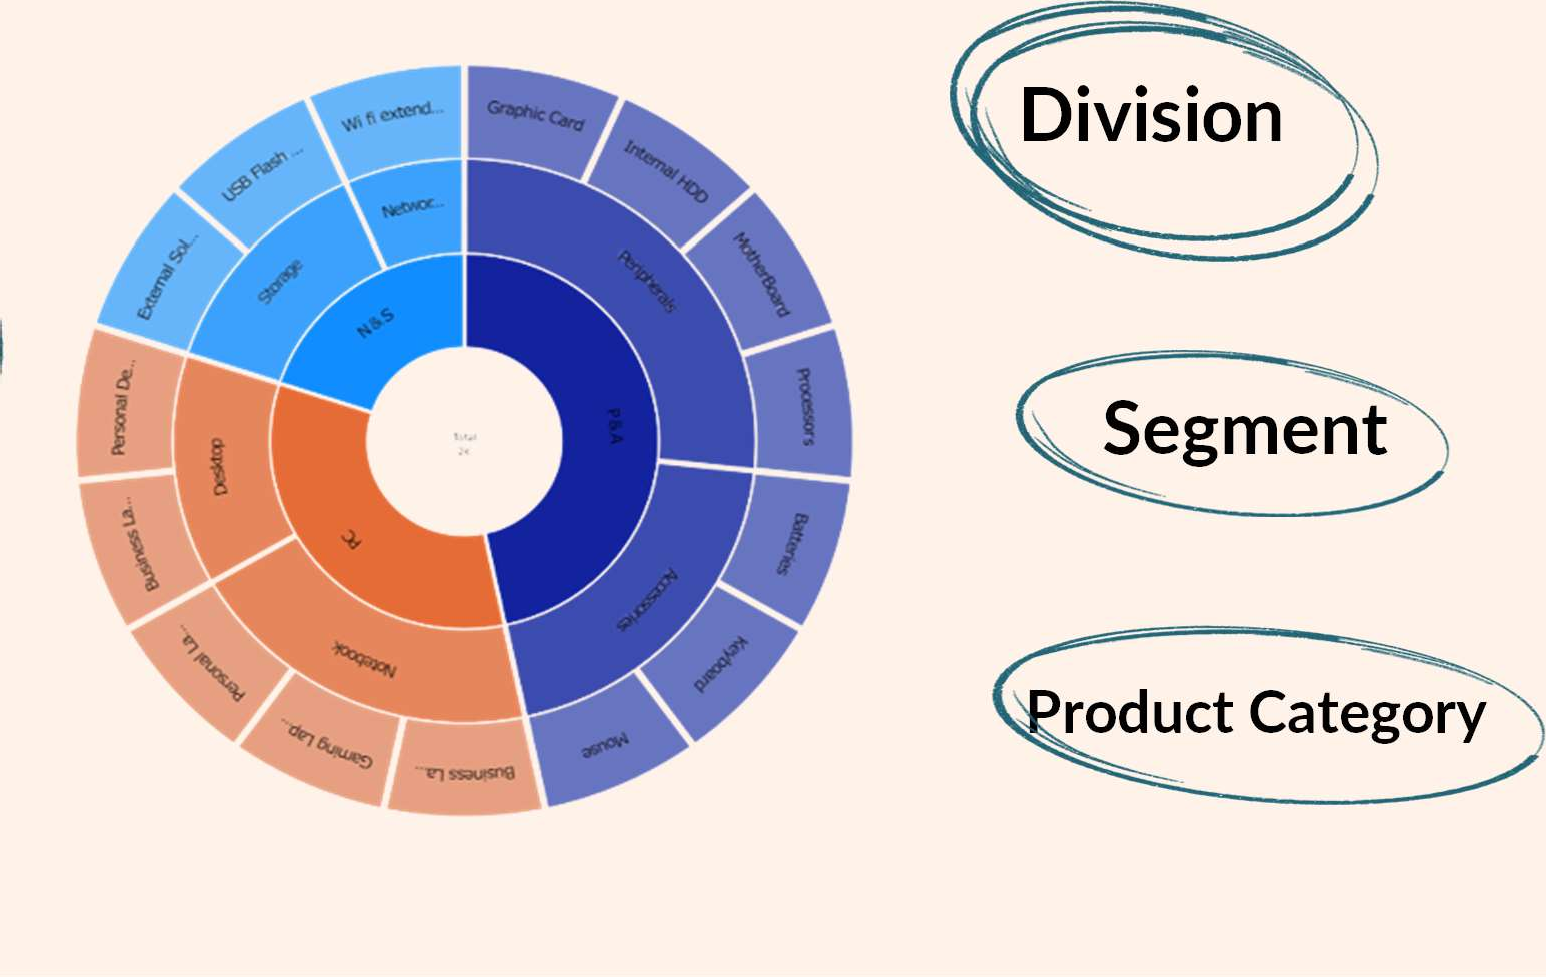 Division
Segment
Product Category
Graphic Card
Internal HDD
MotherBoard
Processors
Batteries
Keyboard
Mouse
Business La...
Gaming Lap...
Personal La...
Business La...
Personal De...
External Sol...
USB Flash ...
Wi fi extend...
Peripherals
Accessories
Notebook
Desktop
Storage
Networ...
P&A
PC
N&S
Total